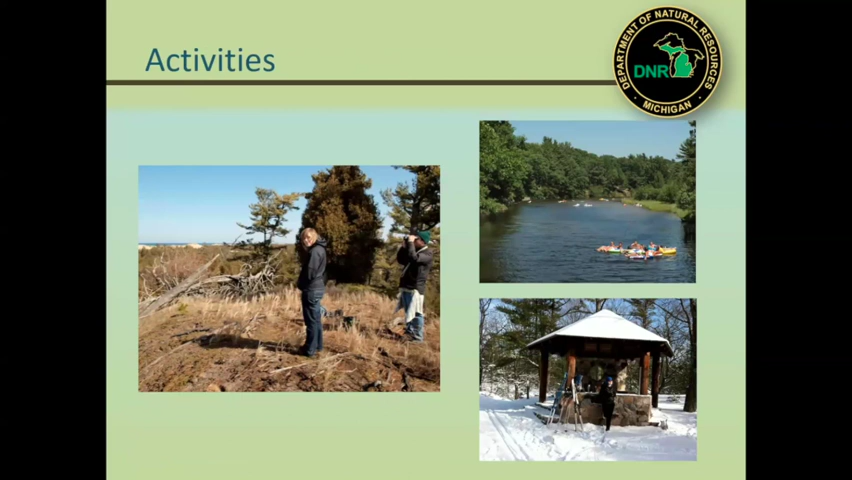 Activities
DEPARTMENT OF NATURAL RESOURCES
DNR
MICHIGAN